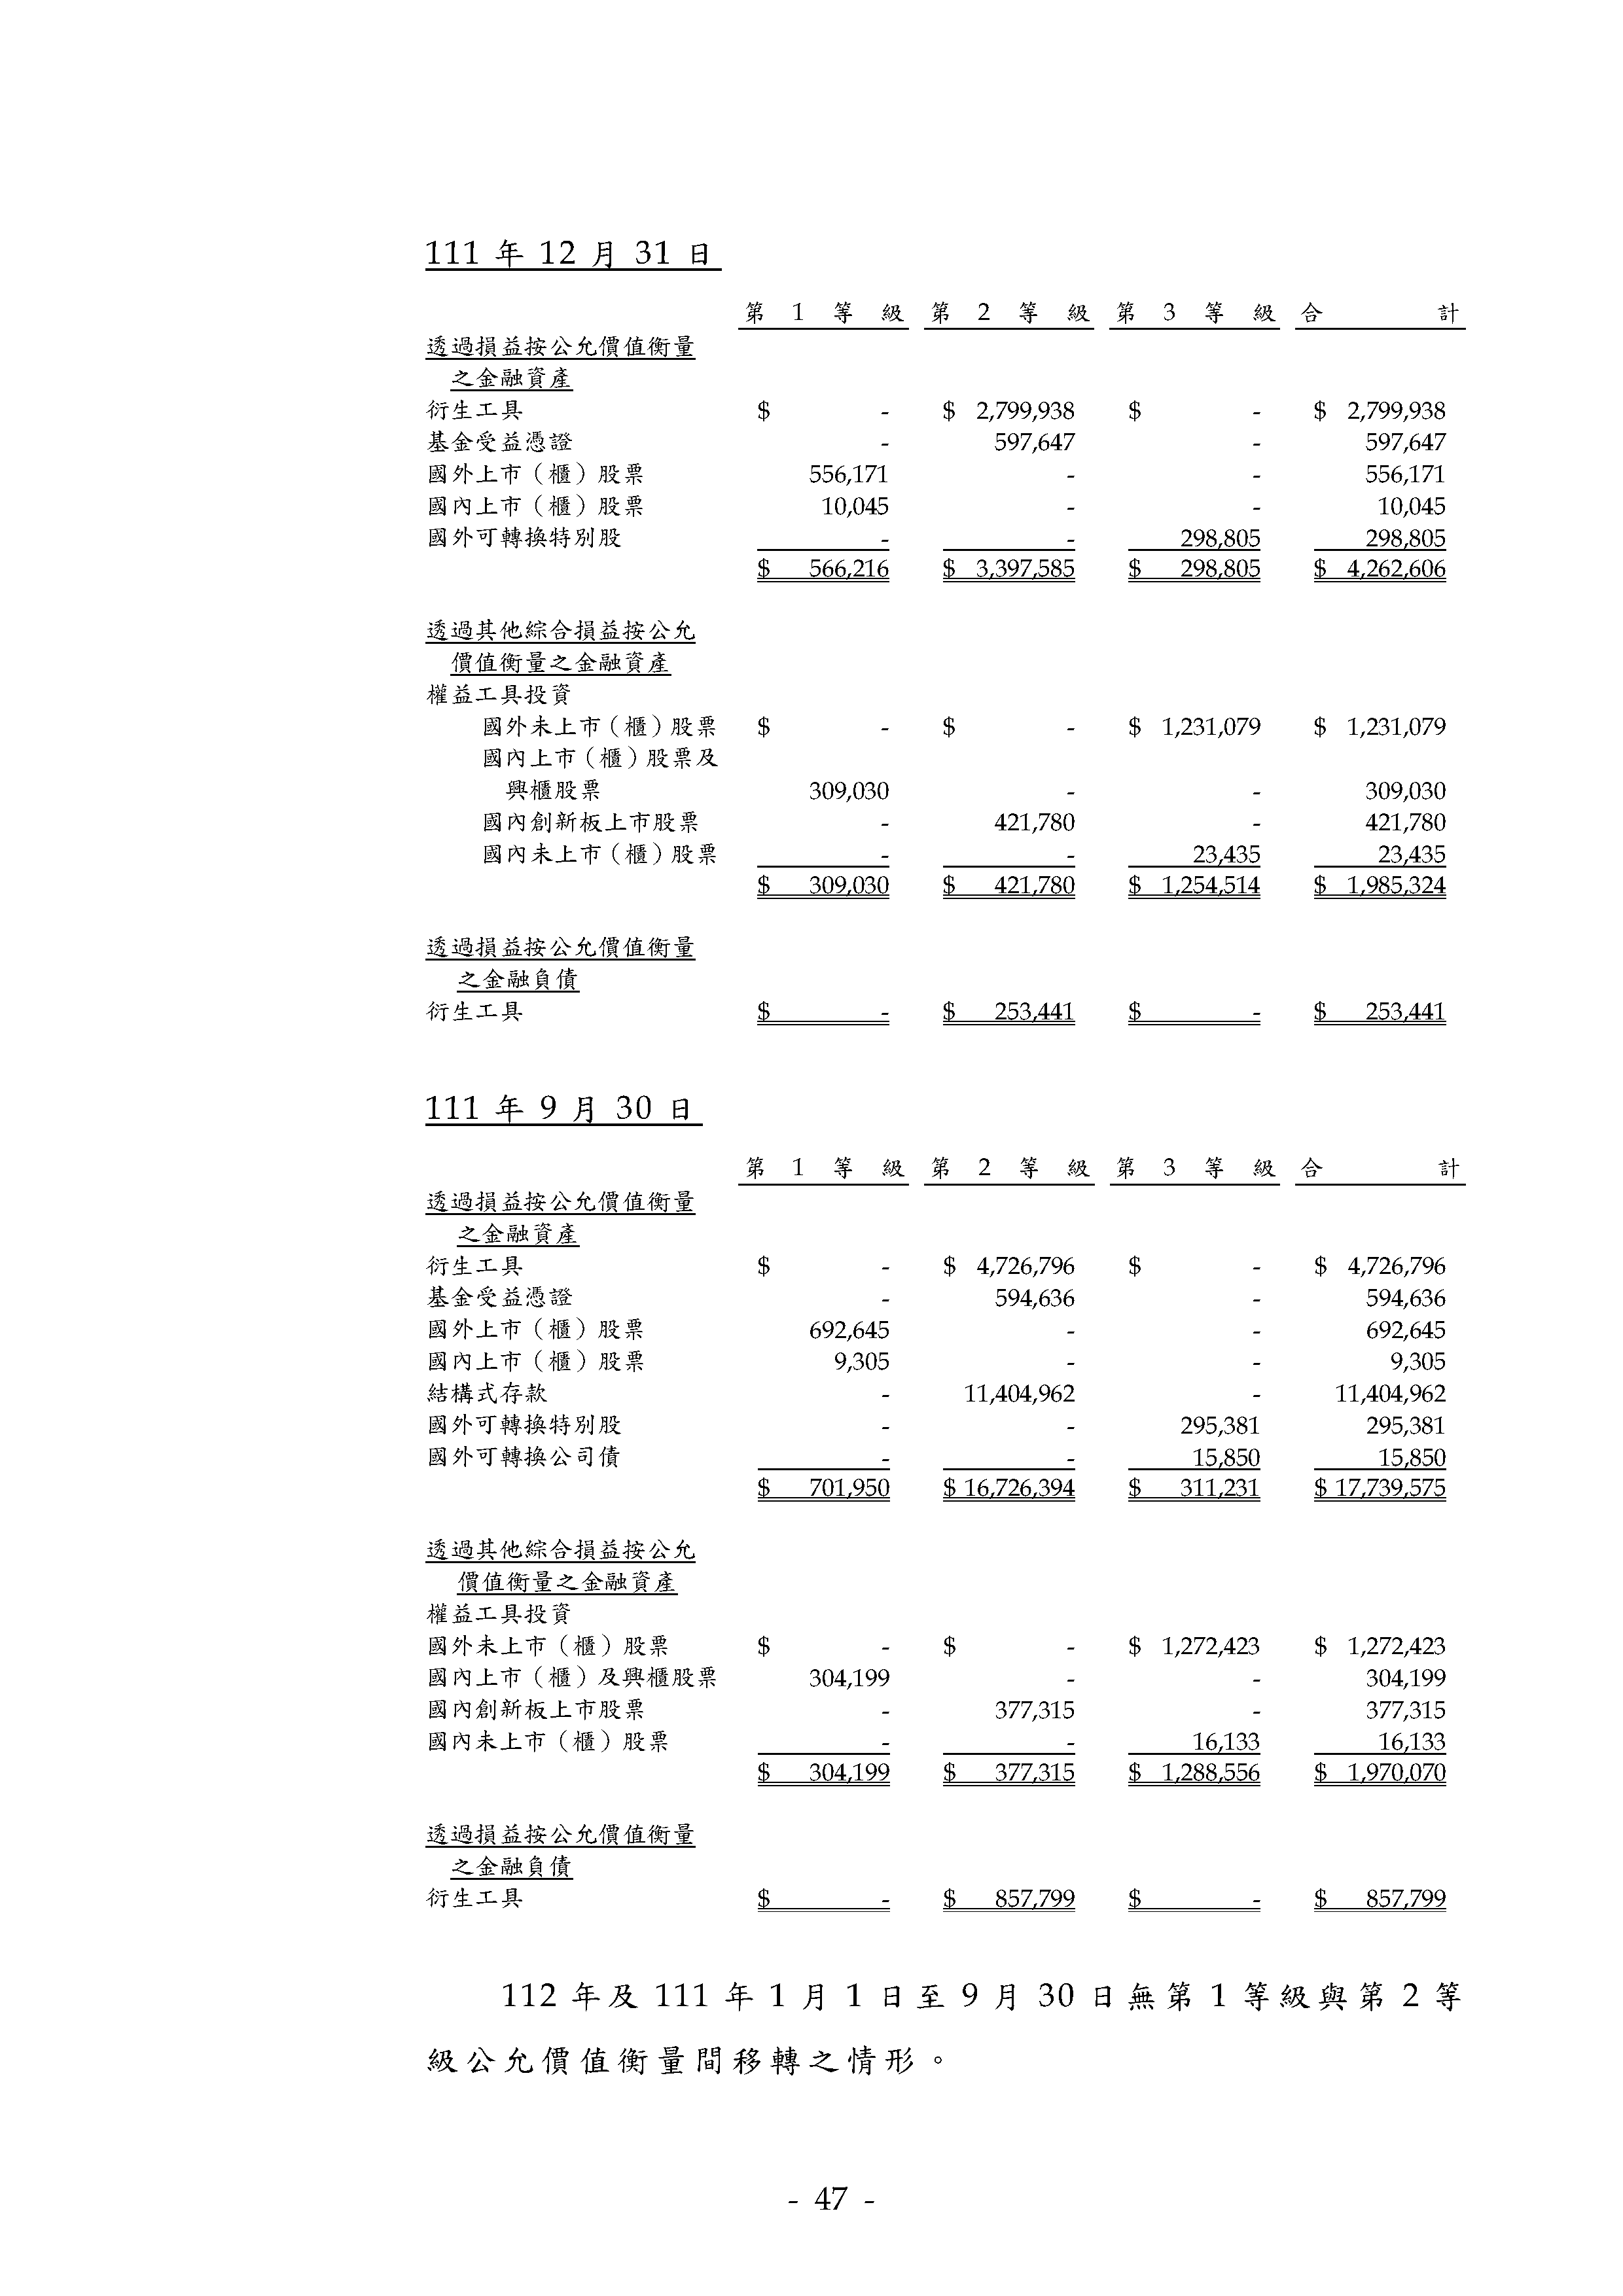 111 年 12 月 31 日
第 1 等 級 第 2 等 級 第 3 等 級 合 計
透過損益按公允價值衡量
之金融資產
衍生工具 $ - $ 2,799,938 $ - $ 2,799,938
基金受益憑證 - 597,647 - 597,647
國外上市（櫃）股票 556,171 - - 556,171
國內上市（櫃）股票 10,045 - - 10,045
國外可轉換特別股 - - 298,805 298,805
$ 566,216 $ 3,397,585 $ 298,805 $ 4,262,606
透過其他綜合損益按公允
價值衡量之金融資產
權益工具投資
國外未上市（櫃）股票 $ - $ - $ 1,231,079 $ 1,231,079
國內上市（櫃）股票及
興櫃股票 309,030 - - 309,030
國內創新板上市股票 - 421,780 - 421,780
國內未上市（櫃）股票 - - 23,435 23,435
$ 309,030 $ 421,780 $ 1,254,514 $ 1,985,324
透過損益按公允價值衡量
之金融負債
衍生工具 $ - $ 253,441 $ - $ 253,441
111 年 9 月 30 日
第 1 等 級 第 2 等 級 第 3 等 級 合 計
透過損益按公允價值衡量
之金融資產
衍生工具 $ - $ 4,726,796 $ - $ 4,726,796
基金受益憑證 - 594,636 - 594,636
國外上市（櫃）股票 692,645 - - 692,645
國內上市（櫃）股票 9,305 - - 9,305
結構式存款 - 11,404,962 - 11,404,962
國外可轉換特別股 - - 295,381 295,381
國外可轉換公司債 - - 15,850 15,850
$ 701,950 $ 16,726,394 $ 311,231 $ 17,739,575
透過其他綜合損益按公允
價值衡量之金融資產
權益工具投資
國外未上市（櫃）股票 $ - $ - $ 1,272,423 $ 1,272,423
國內上市（櫃）及興櫃股票 304,199 - - 304,199
國內創新板上市股票 - 377,315 - 377,315
國內未上市（櫃）股票 - - 16,133 16,133
$ 304,199 $ 377,315 $ 1,288,556 $ 1,970,070
透過損益按公允價值衡量
之金融負債
衍生工具 $ - $ 857,799 $ - $ 857,799
112 年及 111 年 1 月 1 日至 9 月 30 日無第 1 等級與第 2 等
級公允價值衡量間移轉之情形。
- 47 -